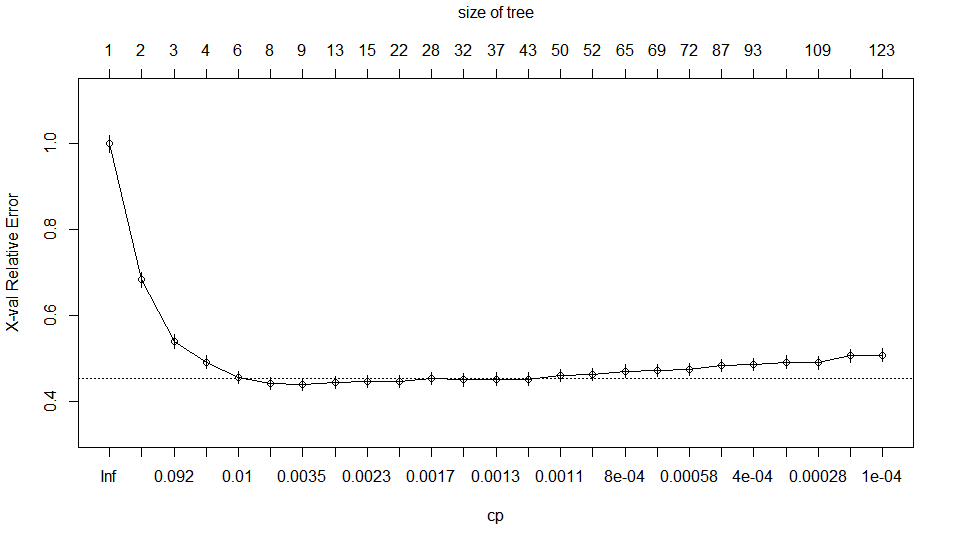 size of tree
1 2 3 4 6 8 9 13 15 22 28 32 37 43 50 52 65 69 72 87 93 109 123
X-val Relative Error
1.0
0.8
0.6
0.4
Inf 0.092 0.01 0.0035 0.0023 0.0017 0.0013 0.0011 8e-04 0.00058 4e-04 0.00028 1e-04
cp